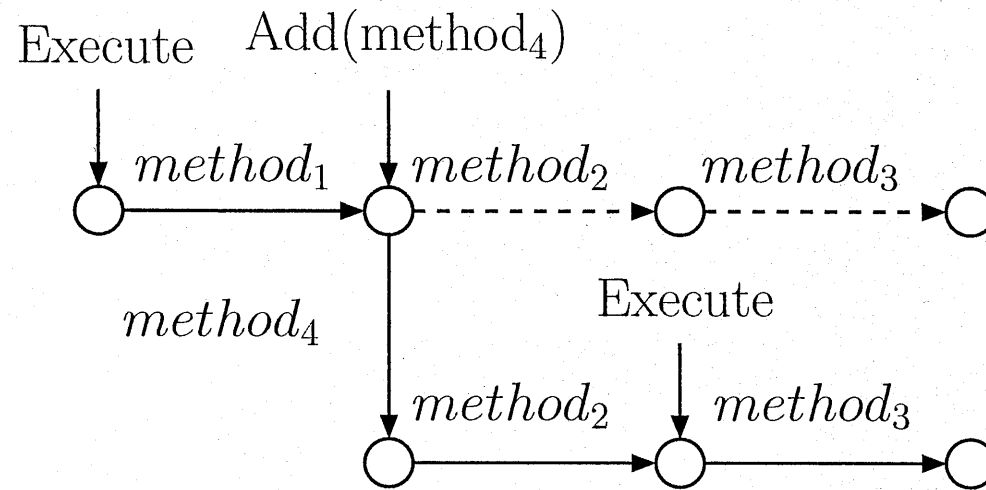 Execute Add(method₄)
method₁ method₂ method₃
Execute
method₄
method₂ method₃